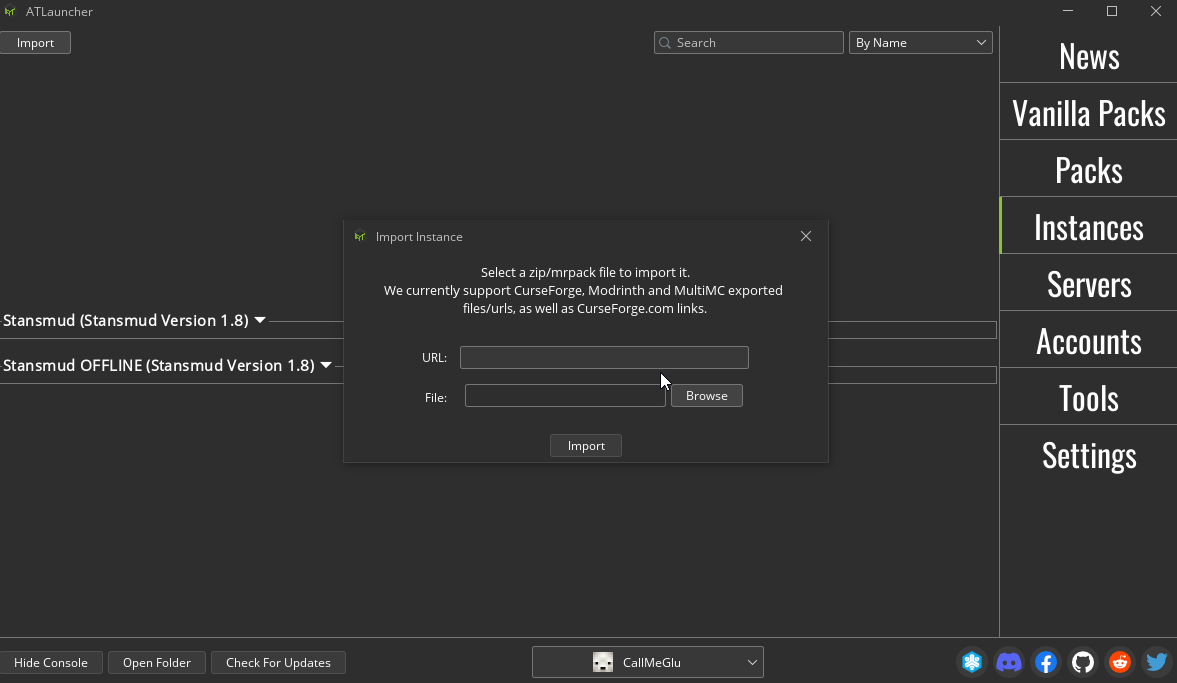 ATLauncher
Import
Search
By Name
News
Vanilla Packs
Packs
Instances
Servers
Accounts
Tools
Settings
Import Instance
Select a zip/mrpack file to import it.
We currently support CurseForge, Modrinth and MultiMC exported
files/urls, as well as CurseForge.com links.
URL:
File:
Browse
Import
Stansmud (Stansmud Version 1.8)
Stansmud OFFLINE (Stansmud Version 1.8)
Hide Console
Open Folder
Check For Updates
CallMeGlu